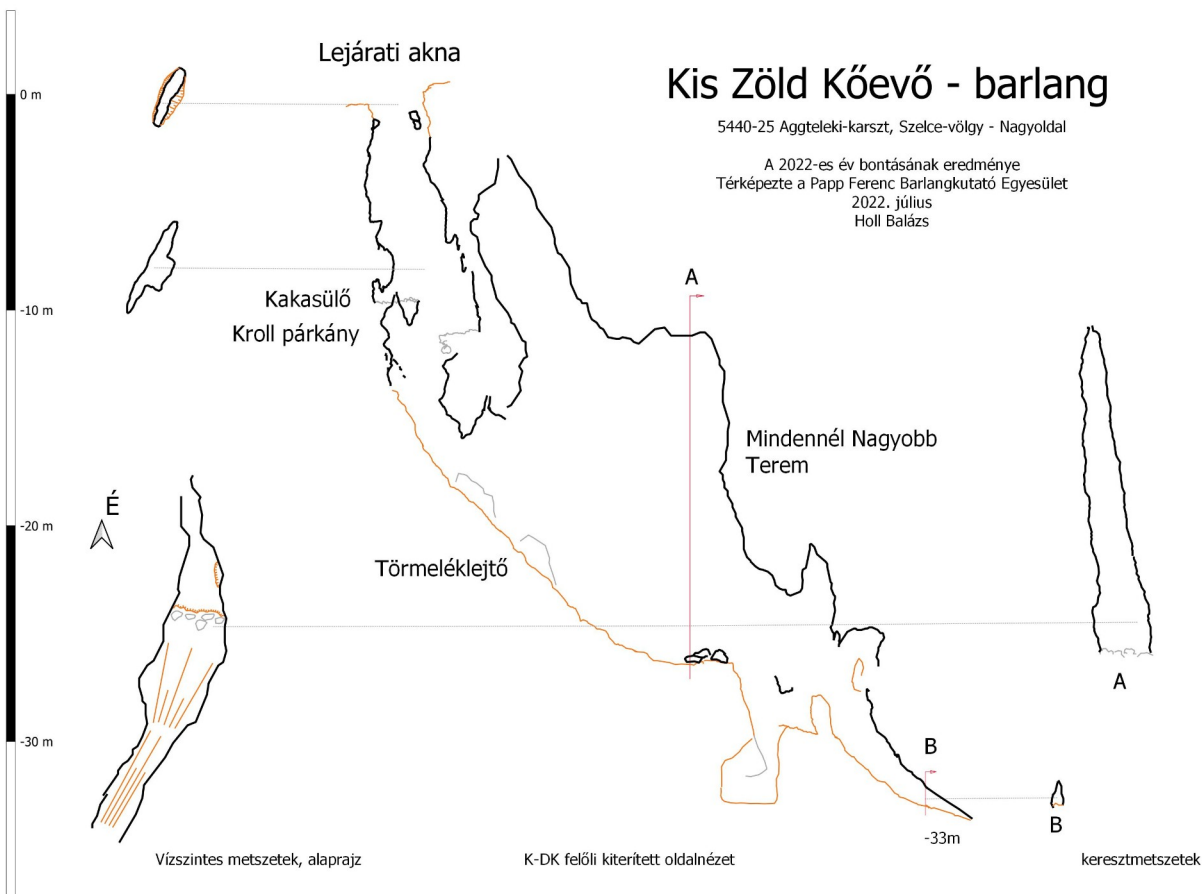 Lejárati akna
Kis Zöld Kőevő - barlang
5440-25 Aggteleki-karszt, Szelce-völgy - Nagyoldal
A 2022-es év bontásának eredménye
Térképezte a Papp Ferenc Barlangkutató Egyesület
2022. július
Holl Balázs
0 m
A
Kakasülő
-10 m
Kroll párkány
Mindennél Nagyobb
Terem
É
-20 m
Törmeléklejtő
A
-30 m
B
B
-33m
Vízszintes metszetek, alaprajz
K-DK felőli kiterített oldalnézet
keresztmetszetek